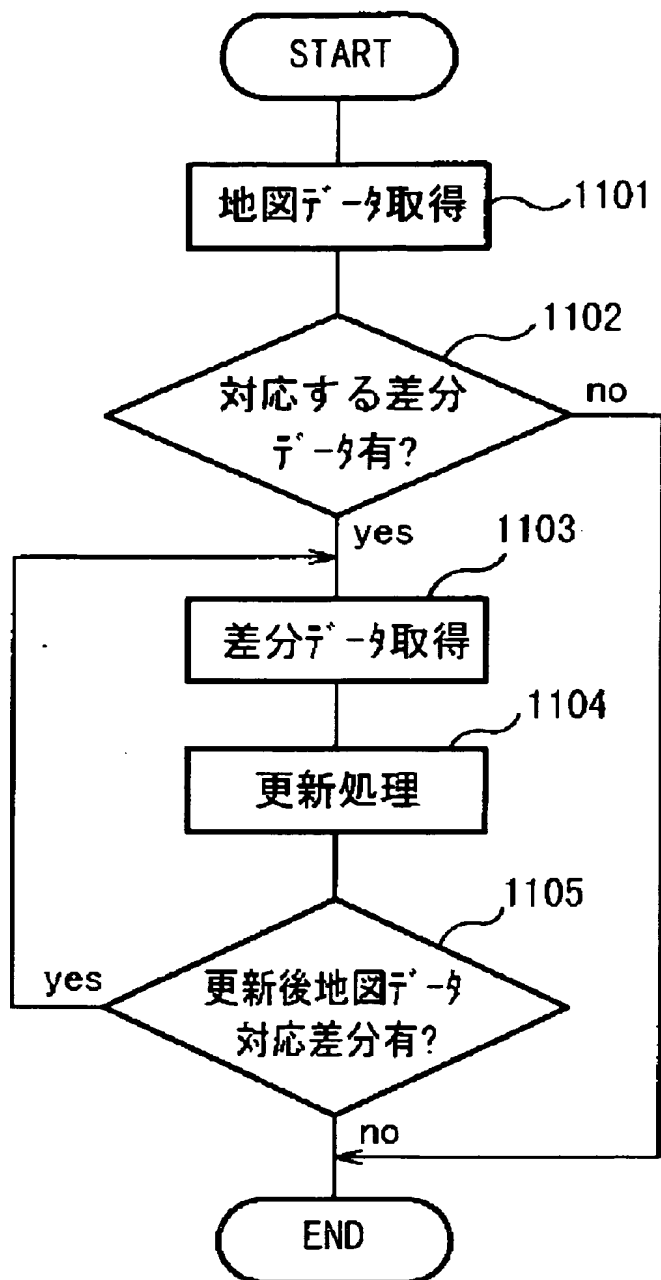 START
地図データ取得
1101
1102
対応する差分
データ有?
no
yes
1103
差分データ取得
1104
更新処理
1105
yes
更新後地図データ
対応差分有?
no
END